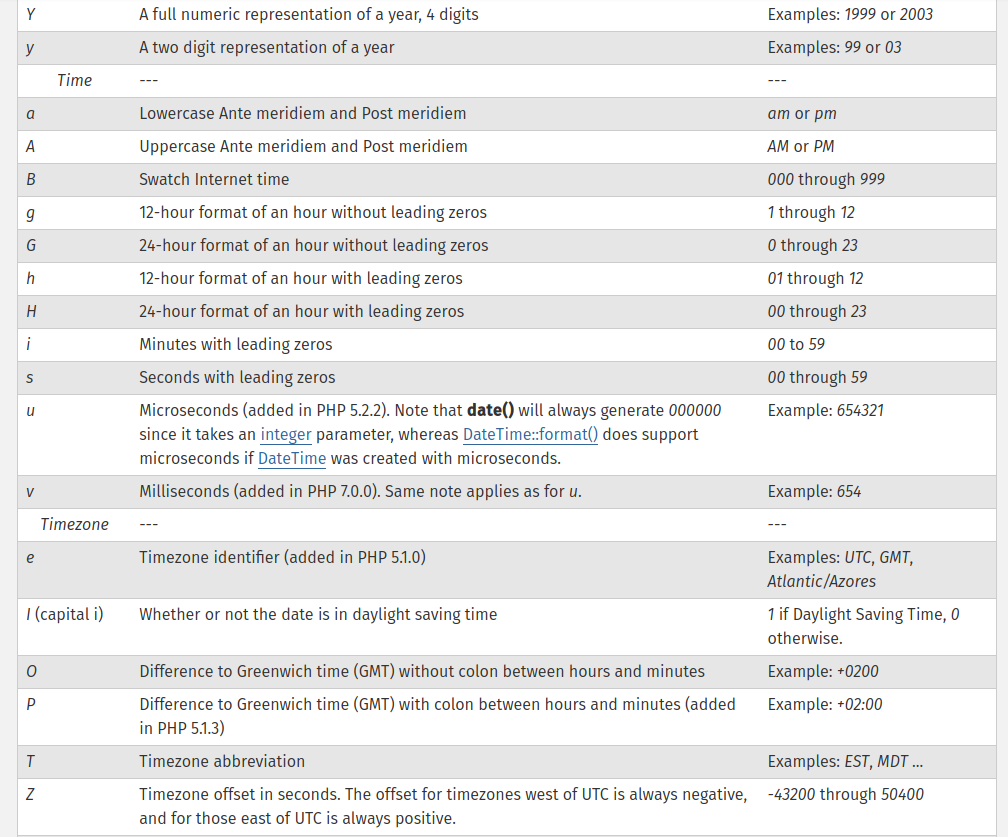 Y A full numeric representation of a year, 4 digits Examples: 1999 or 2003
y A two digit representation of a year Examples: 99 or 03
Time --- ---
a Lowercase Ante meridiem and Post meridiem am or pm
A Uppercase Ante meridiem and Post meridiem AM or PM
B Swatch Internet time 000 through 999
g 12-hour format of an hour without leading zeros 1 through 12
G 24-hour format of an hour without leading zeros 0 through 23
h 12-hour format of an hour with leading zeros 01 through 12
H 24-hour format of an hour with leading zeros 00 through 23
i Minutes with leading zeros 00 to 59
s Seconds with leading zeros 00 through 59
u Microseconds (added in PHP 5.2.2). Note that date() will always generate 000000 Example: 654321
since it takes an integer parameter, whereas DateTime::format() does support
microseconds if DateTime was created with microseconds.
v Milliseconds (added in PHP 7.0.0). Same note applies as for u. Example: 654
Timezone --- ---
e Timezone identifier (added in PHP 5.1.0) Examples: UTC, GMT,
Atlantic/Azores
I (capital i) Whether or not the date is in daylight saving time 1 if Daylight Saving Time, 0
otherwise.
O Difference to Greenwich time (GMT) without colon between hours and minutes Example: +0200
P Difference to Greenwich time (GMT) with colon between hours and minutes (added Example: +02:00
in PHP 5.1.3)
T Timezone abbreviation Examples: EST, MDT ...
Z Timezone offset in seconds. The offset for timezones west of UTC is always negative, -43200 through 50400
and for those east of UTC is always positive.